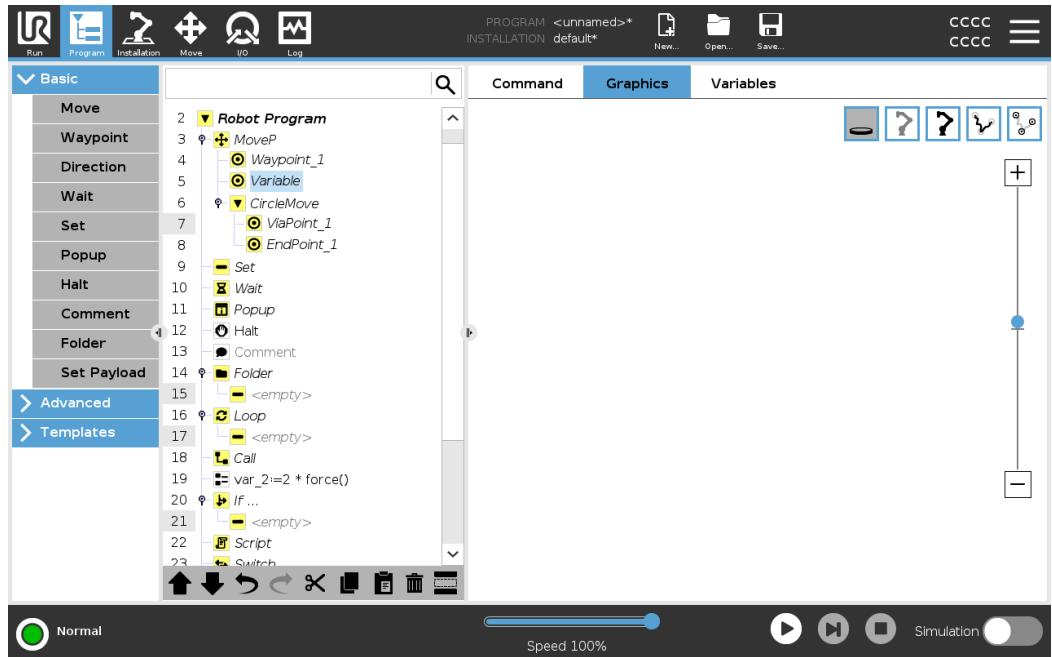 PROGRAM <unnamed>*
INSTALLATION default*
cccc
cccc
Run
Program
Installation
Move
I/O
Log
New...
Open...
Save...
Basic
Move
Waypoint
Direction
Wait
Set
Popup
Halt
Comment
Folder
Set Payload
Advanced
Templates
2 Robot Program
3 MoveP
4 Waypoint_1
5 Variable
6 CircleMove
7 ViaPoint_1
8 EndPoint_1
9 Set
10 Wait
11 Popup
12 Halt
13 Comment
14 Folder
15 <empty>
16 Loop
17 <empty>
18 Call
19 var_2:=2 * force()
20 If ...
21 <empty>
22 Script
23 Switch
Command
Graphics
Variables
Normal
Speed 100%
Simulation